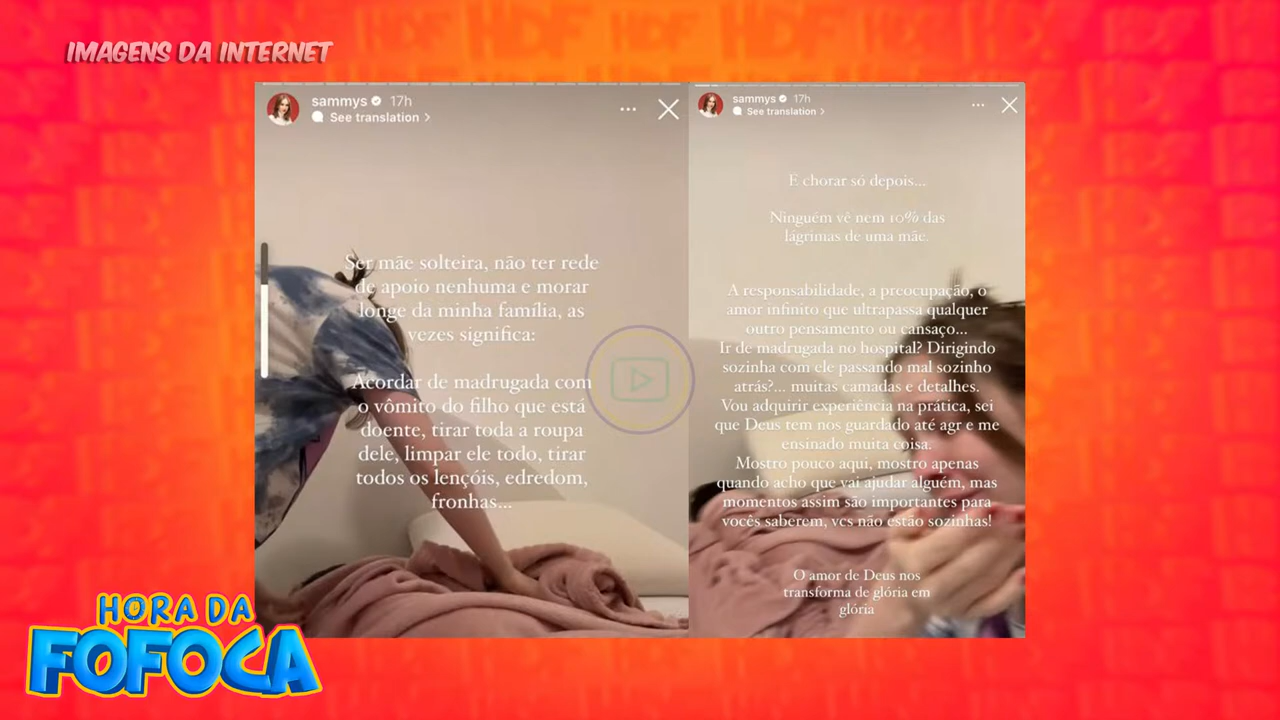 IMAGENS DA INTERNET
sammys 17h
See translation >
Ser mãe solteira, não ter rede
de apoio nenhuma e morar
longe da minha família, as
vezes significa:
Acordar de madrugada com
o vômito do filho que está
doente, tirar toda a roupa
dele, limpar ele todo, tirar
todos os lençóis, edredom,
fronhas...
sammys 17h
See translation >
E chorar só depois...
Ninguém vê nem 10% das
lágrimas de uma mãe.
A responsabilidade, a preocupação, o
amor infinito que ultrapassa qualquer
outro pensamento ou cansaço...
Ir de madrugada no hospital? Dirigindo
sozinha com ele passando mal sozinho
atrás?... muitas camadas e detalhes.
Vou adquirir experiência na prática, sei
que Deus tem nos guardado até agr e me
ensinado muita coisa.
Mostro pouco aqui, mostro apenas
quando acho que vai ajudar alguém, mas
momentos assim são importantes para
vocês saberem, vcs não estão sozinhas!
O amor de Deus nos
transforma de glória em
glória
HORA DA
FOFOCA
HDF HDF HDF HDF